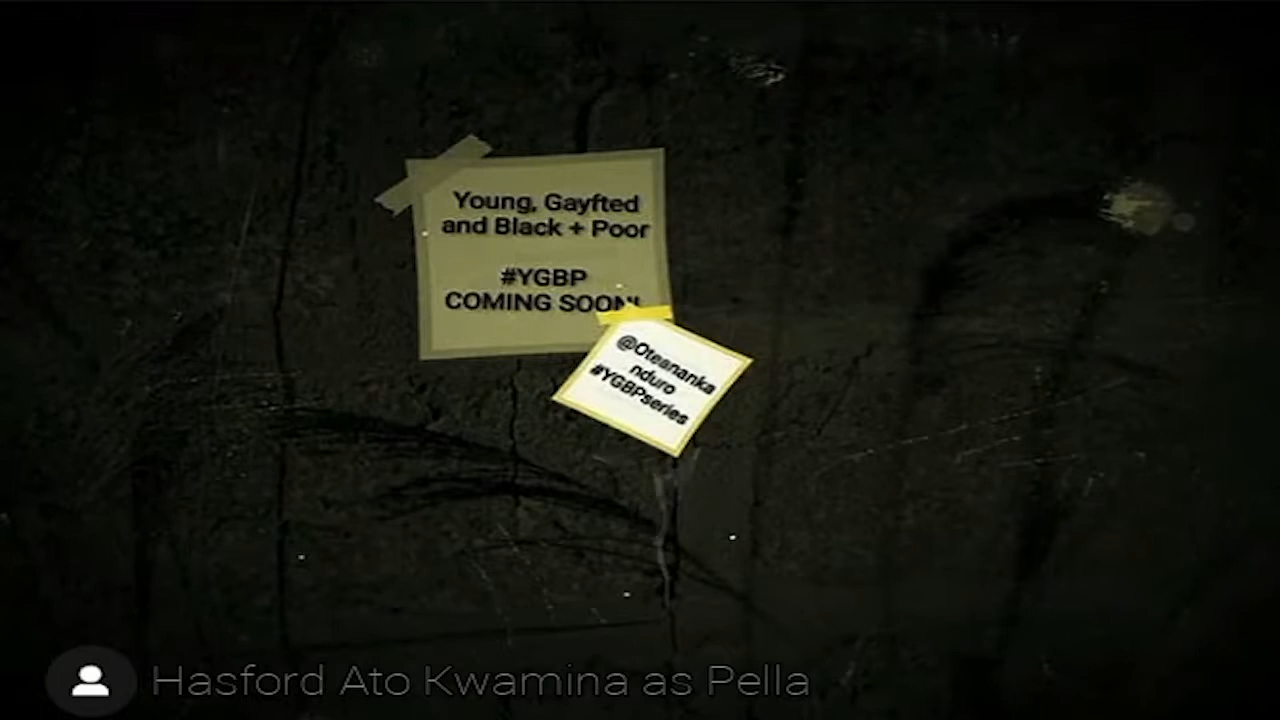 Young, Gayfted
and Black + Poor
#YGBP
COMING SOON!
@Oteananka
nduro
#YGBPseries
Hasford Ato Kwamina as Pella